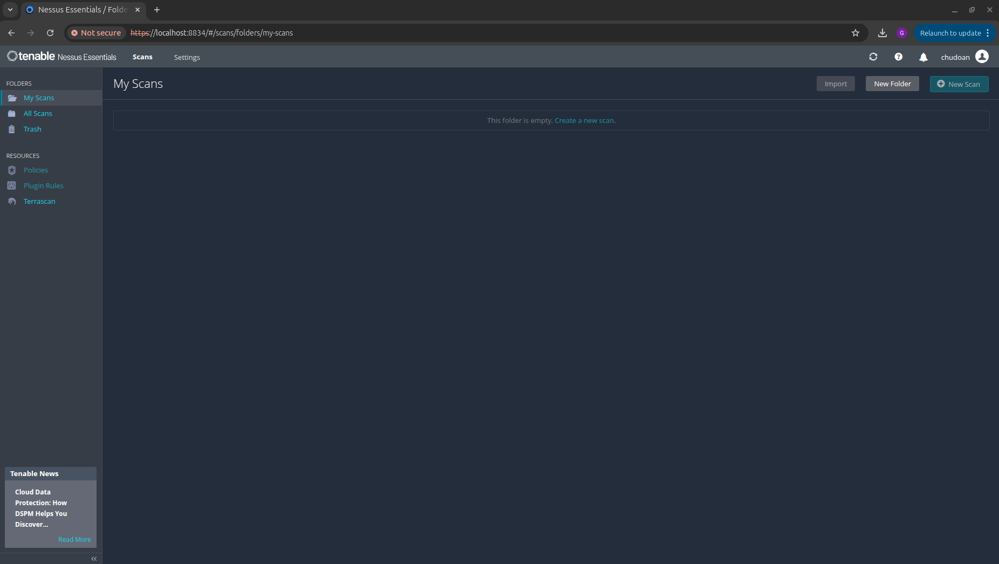 Nessus Essentials / Folde
Not secure
https://localhost:8834/#/scans/folders/my-scans
G
Relaunch to update
tenable Nessus Essentials
Scans
Settings
?
chudoan
FOLDERS
My Scans
All Scans
Trash
RESOURCES
Policies
Plugin Rules
Terrascan
My Scans
Import
New Folder
New Scan
This folder is empty. Create a new scan.
Tenable News
Cloud Data
Protection: How
DSPM Helps You
Discover...
Read More